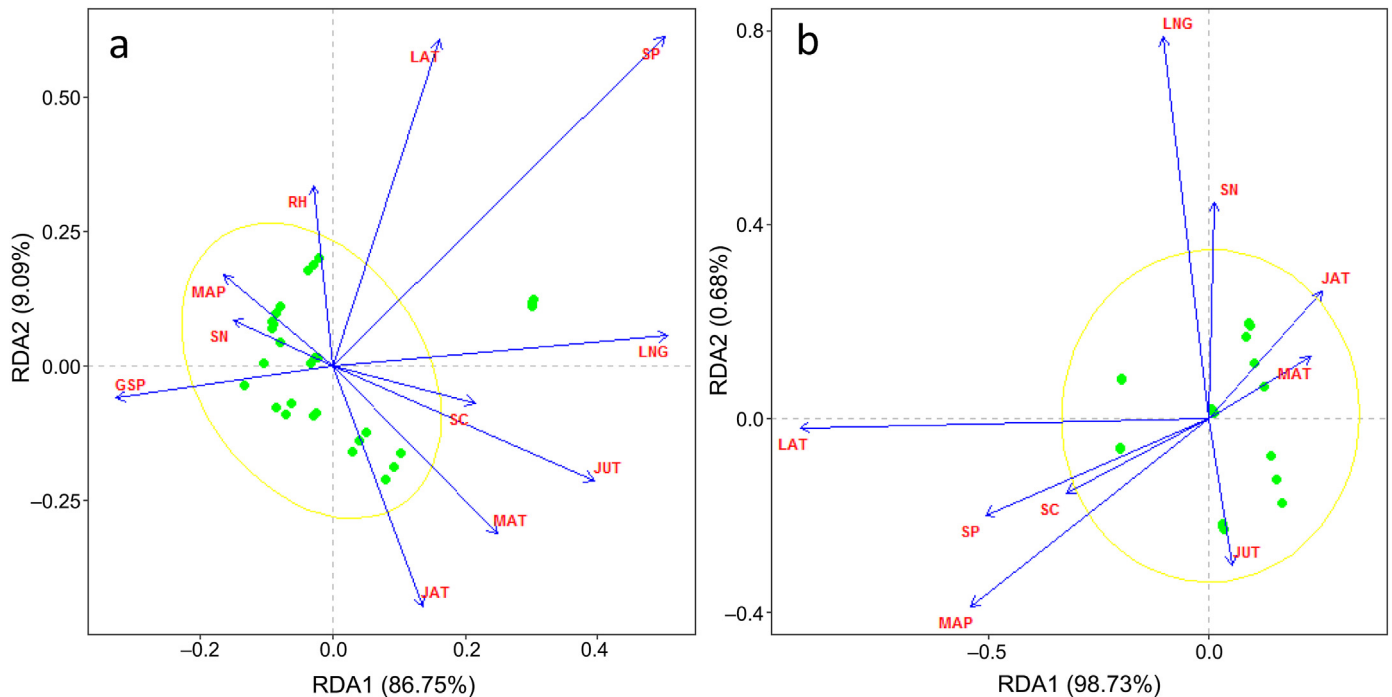 a
LAT
SP
0.50
RH
0.25
MAP
SN
LNG
0.00
GSP
SC
JUT
−0.25
MAT
JAT
−0.2
0.0
0.2
0.4
RDA1 (86.75%)
RDA2 (9.09%)
b
LNG
0.8
SN
0.4
JAT
MAT
0.0
LAT
SC
SP
JUT
−0.4
MAP
−0.5
0.0
RDA1 (98.73%)
RDA2 (0.68%)